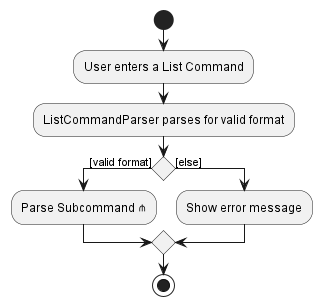 User enters a List Command
ListCommandParser parses for valid format
[valid format]
[else]
Parse Subcommand ⫛
Show error message